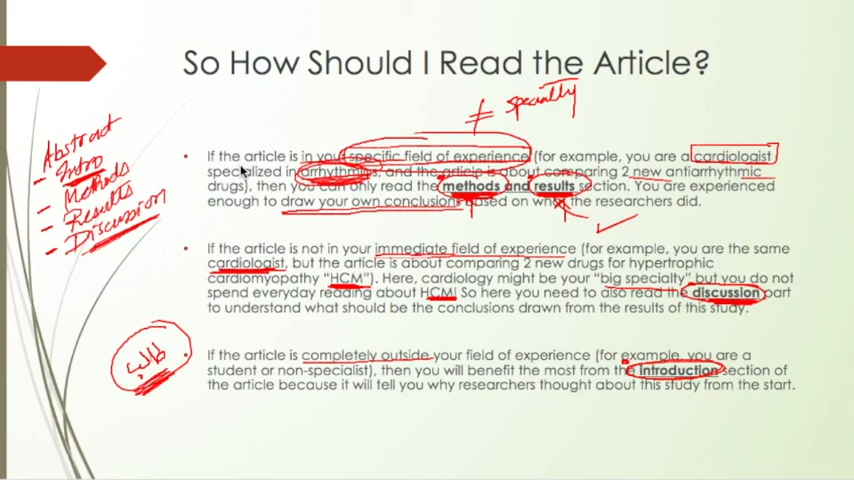 So How Should I Read the Article?
≠ specialty
Abstract
- Intro
- Methods
- Results
- Discussion
• If the article is in your specific field of experience (for example, you are a cardiologist
specialized in arrhythmias, and the article is about comparing 2 new antiarrhythmic
drugs), then you can only read the methods and results section. You are experienced
enough to draw your own conclusions based on what the researchers did.
• If the article is not in your immediate field of experience (for example, you are the same
cardiologist, but the article is about comparing 2 new drugs for hypertrophic
cardiomyopathy "HCM"). Here, cardiology might be your "big specialty" but you do not
spend everyday reading about HCM! So here you need to also read the discussion part
to understand what should be the conclusions drawn from the results of this study.
طالب
• If the article is completely outside your field of experience (for example, you are a
student or non-specialist), then you will benefit the most from the introduction section of
the article because it will tell you why researchers thought about this study from the start.